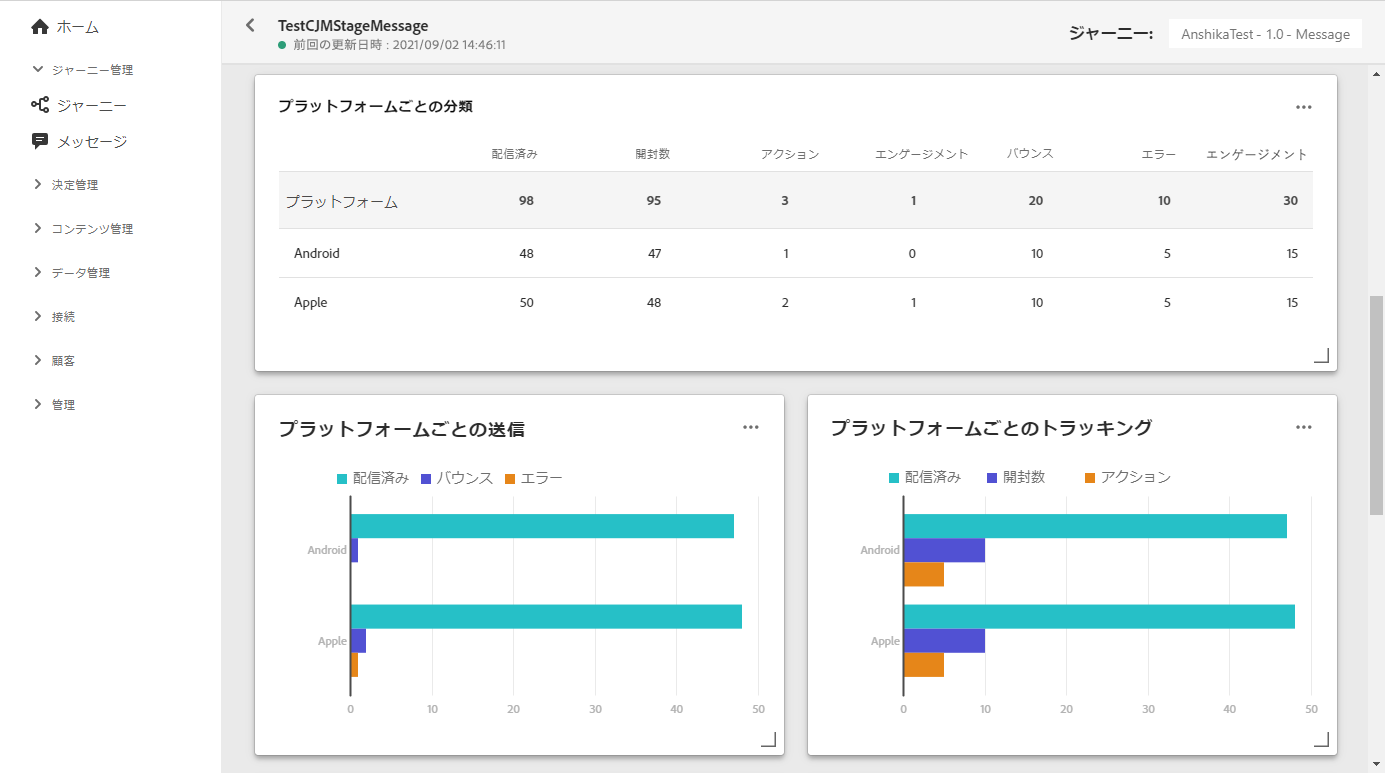 ホーム
ジャーニー管理
ジャーニー
メッセージ
決定管理
コンテンツ管理
データ管理
接続
顧客
管理
TestCJMStageMessage
前回の更新日時 : 2021/09/02 14:46:11
ジャーニー: AnshikaTest - 1.0 - Message
プラットフォームごとの分類
配信済み 開封数 アクション エンゲージメント バウンス エラー エンゲージメント
プラットフォーム 98 95 3 1 20 10 30
Android 48 47 1 0 10 5 15
Apple 50 48 2 1 10 5 15
プラットフォームごとの送信
配信済み バウンス エラー
Android
Apple
0 10 20 30 40 50
プラットフォームごとのトラッキング
配信済み 開封数 アクション
Android
Apple
0 10 20 30 40 50